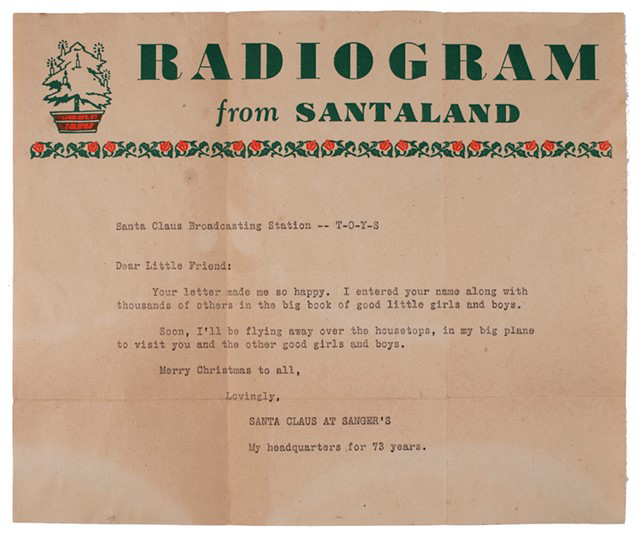 RADIOGRAM
from SANTALAND
Santa Claus Broadcasting Station -- T-O-Y-S
Dear Little Friend:
Your letter made me so happy. I entered your name along with
thousands of others in the big book of good little girls and boys.
Soon, I'll be flying away over the housetops, in my big plane
to visit you and the other good girls and boys.
Merry Christmas to all,
Lovingly,
SANTA CLAUS AT SANGER'S
My headquarters for 73 years.